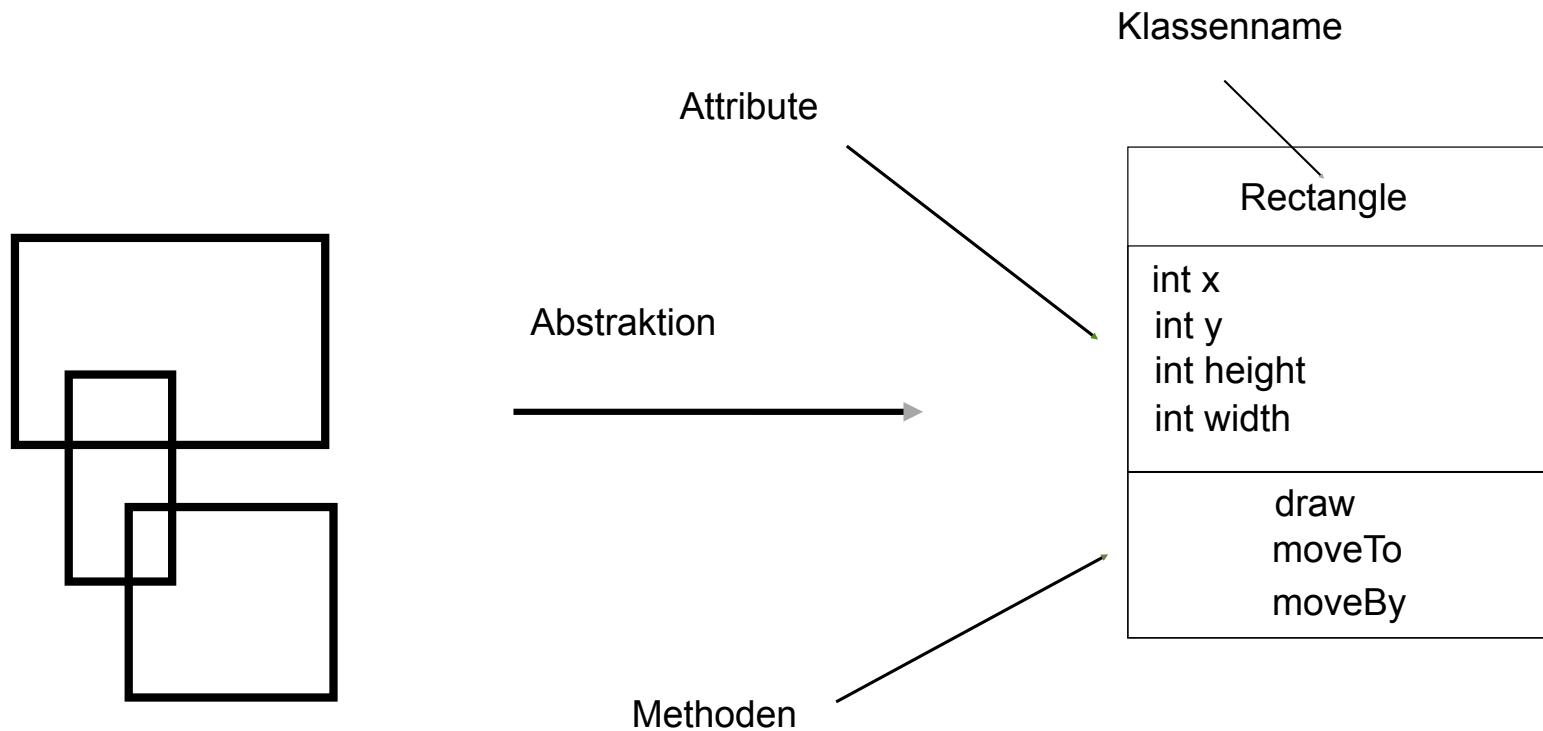 Klassenname
Attribute
Rectangle
int x
int y
int height
int width
Abstraktion
draw
moveTo
moveBy
Methoden